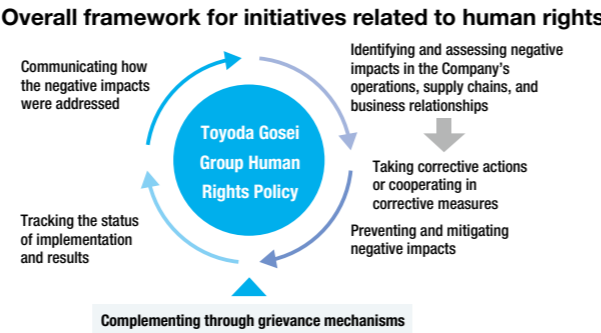 Overall framework for initiatives related to human rights
Communicating how
the negative impacts
were addressed
Identifying and assessing negative
impacts in the Company's
operations, supply chains, and
business relationships
Toyoda Gosei
Group Human
Rights Policy
Taking corrective actions
or cooperating in
corrective measures
Preventing and mitigating
negative impacts
Tracking the status
of implementation
and results
Complementing through grievance mechanisms